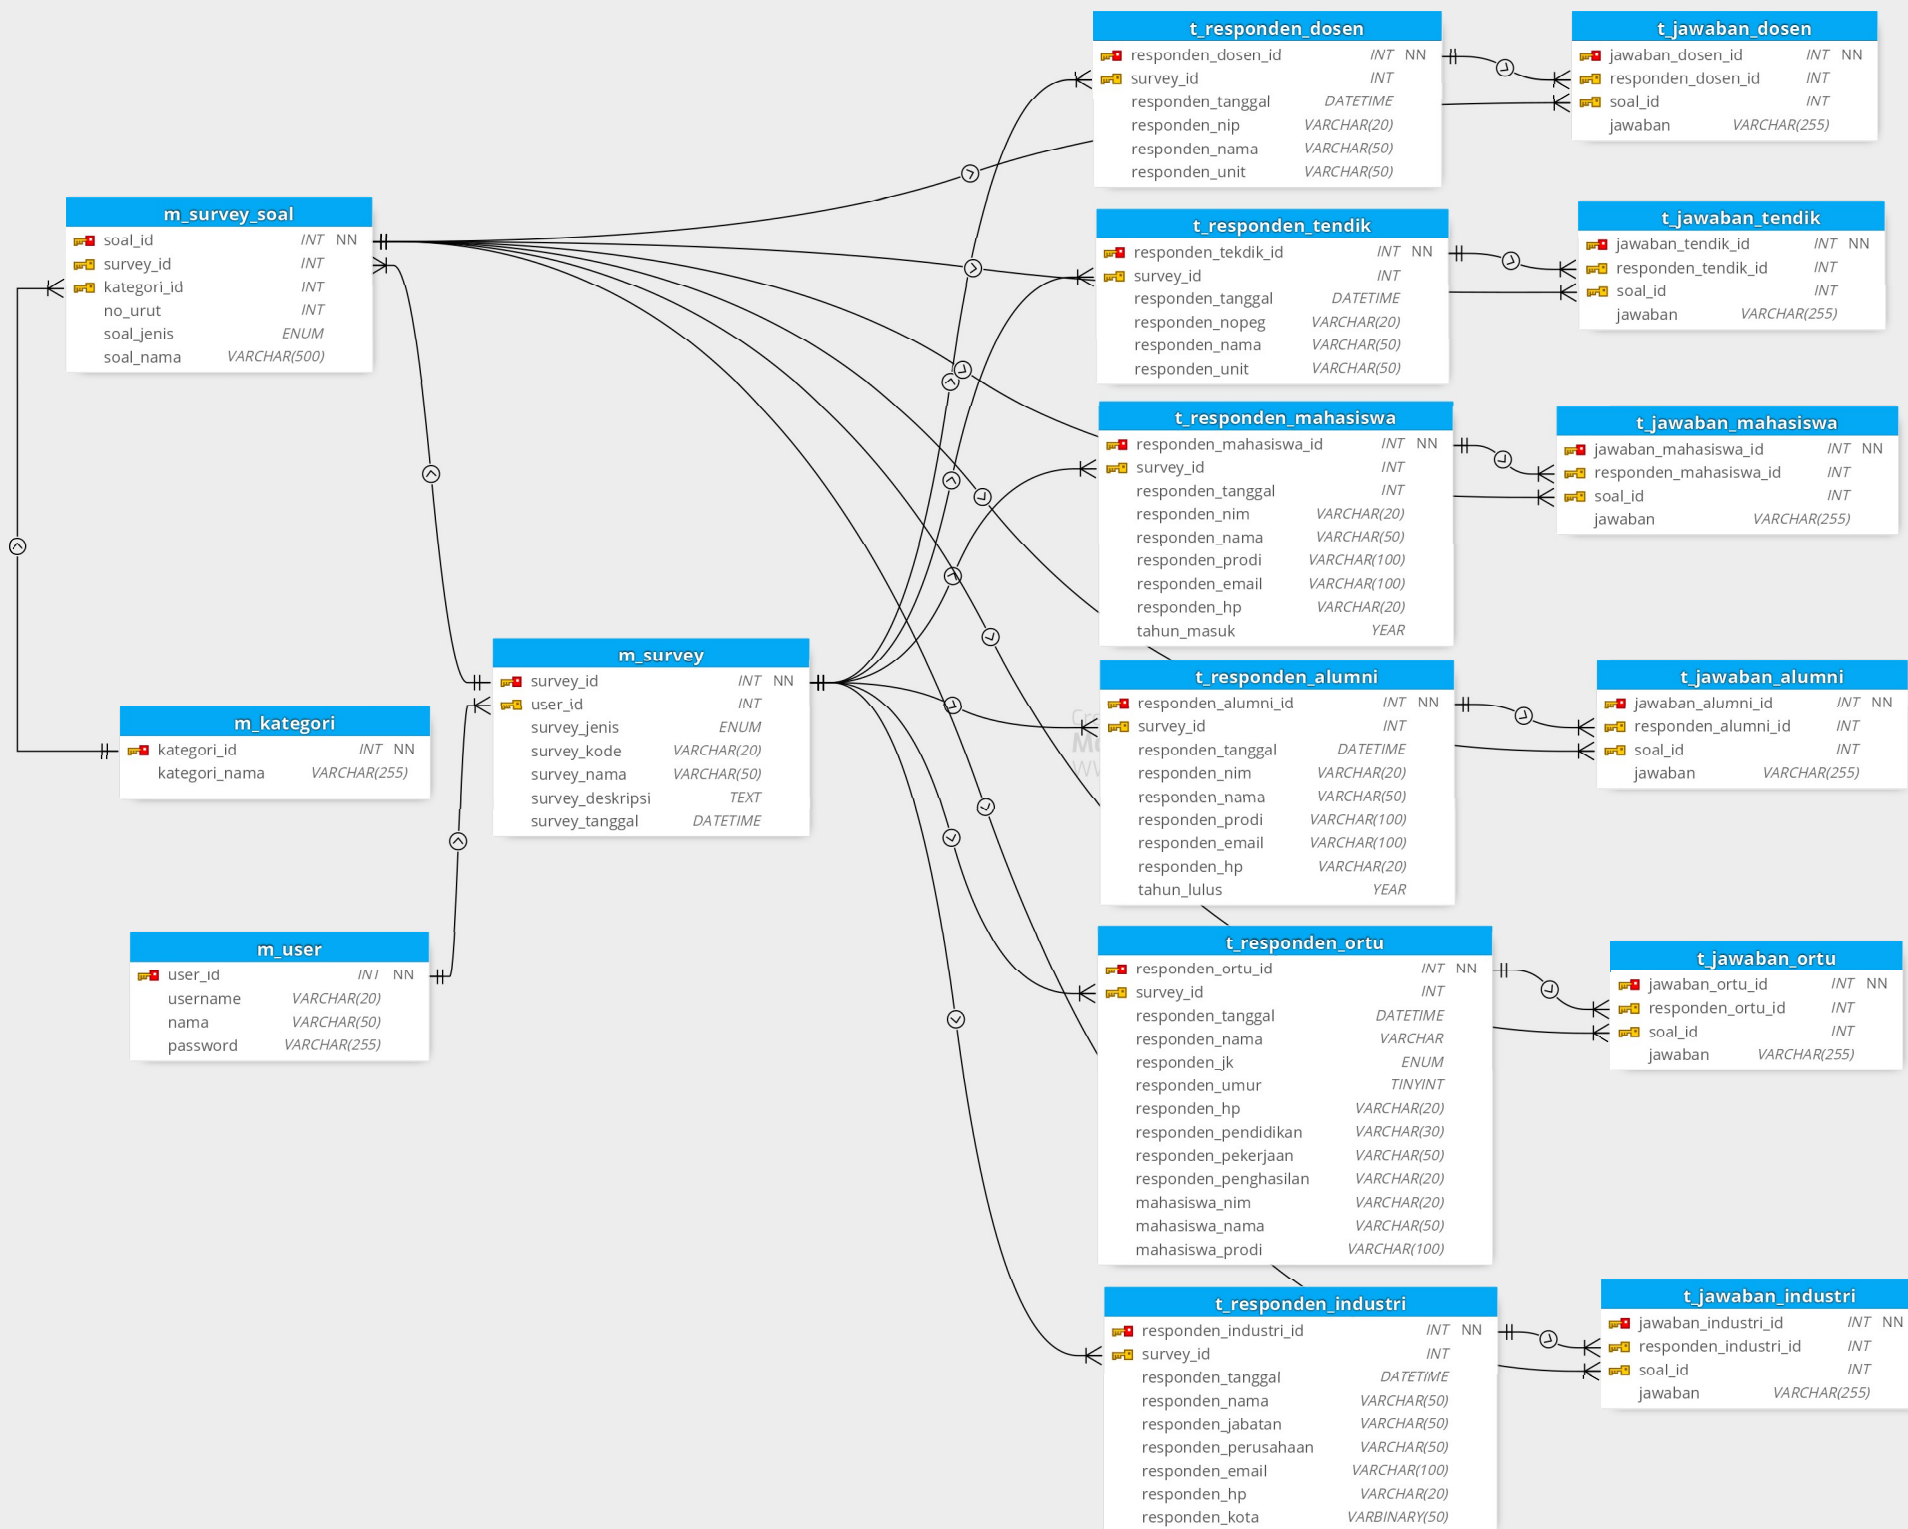 m_survey_soal
soal_id INT NN
survey_id INT
kategori_id INT
no_urut INT
soal_jenis ENUM
soal_nama VARCHAR(500)
m_kategori
kategori_id INT NN
kategori_nama VARCHAR(255)
m_user
user_id INT NN
username VARCHAR(20)
nama VARCHAR(50)
password VARCHAR(255)
m_survey
survey_id INT NN
user_id INT
survey_jenis ENUM
survey_kode VARCHAR(20)
survey_nama VARCHAR(50)
survey_deskripsi TEXT
survey_tanggal DATETIME
t_responden_dosen
responden_dosen_id INT NN
survey_id INT
responden_tanggal DATETIME
responden_nip VARCHAR(20)
responden_nama VARCHAR(50)
responden_unit VARCHAR(50)
t_jawaban_dosen
jawaban_dosen_id INT NN
responden_dosen_id INT
soal_id INT
jawaban VARCHAR(255)
t_responden_tendik
responden_tekdik_id INT NN
survey_id INT
responden_tanggal DATETIME
responden_nopeg VARCHAR(20)
responden_nama VARCHAR(50)
responden_unit VARCHAR(50)
t_jawaban_tendik
jawaban_tendik_id INT NN
responden_tendik_id INT
soal_id INT
jawaban VARCHAR(255)
t_responden_mahasiswa
responden_mahasiswa_id INT NN
survey_id INT
responden_tanggal INT
responden_nim VARCHAR(20)
responden_nama VARCHAR(50)
responden_prodi VARCHAR(100)
responden_email VARCHAR(100)
responden_hp VARCHAR(20)
tahun_masuk YEAR
t_jawaban_mahasiswa
jawaban_mahasiswa_id INT NN
responden_mahasiswa_id INT
soal_id INT
jawaban VARCHAR(255)
t_responden_alumni
responden_alumni_id INT NN
survey_id INT
responden_tanggal DATETIME
responden_nim VARCHAR(20)
responden_nama VARCHAR(50)
responden_prodi VARCHAR(100)
responden_email VARCHAR(100)
responden_hp VARCHAR(20)
tahun_lulus YEAR
t_jawaban_alumni
jawaban_alumni_id INT NN
responden_alumni_id INT
soal_id INT
jawaban VARCHAR(255)
t_responden_ortu
responden_ortu_id INT NN
survey_id INT
responden_tanggal DATETIME
responden_nama VARCHAR
responden_jk ENUM
responden_umur TINYINT
responden_hp VARCHAR(20)
responden_pendidikan VARCHAR(30)
responden_pekerjaan VARCHAR(50)
responden_penghasilan VARCHAR(20)
mahasiswa_nim VARCHAR(20)
mahasiswa_nama VARCHAR(50)
mahasiswa_prodi VARCHAR(100)
t_jawaban_ortu
jawaban_ortu_id INT NN
responden_ortu_id INT
soal_id INT
jawaban VARCHAR(255)
t_responden_industri
responden_industri_id INT NN
survey_id INT
responden_tanggal DATETIME
responden_nama VARCHAR(50)
responden_jabatan VARCHAR(50)
responden_perusahaan VARCHAR(50)
responden_email VARCHAR(100)
responden_hp VARCHAR(20)
responden_kota VARBINARY(50)
t_jawaban_industri
jawaban_industri_id INT NN
responden_industri_id INT
soal_id INT
jawaban VARCHAR(255)